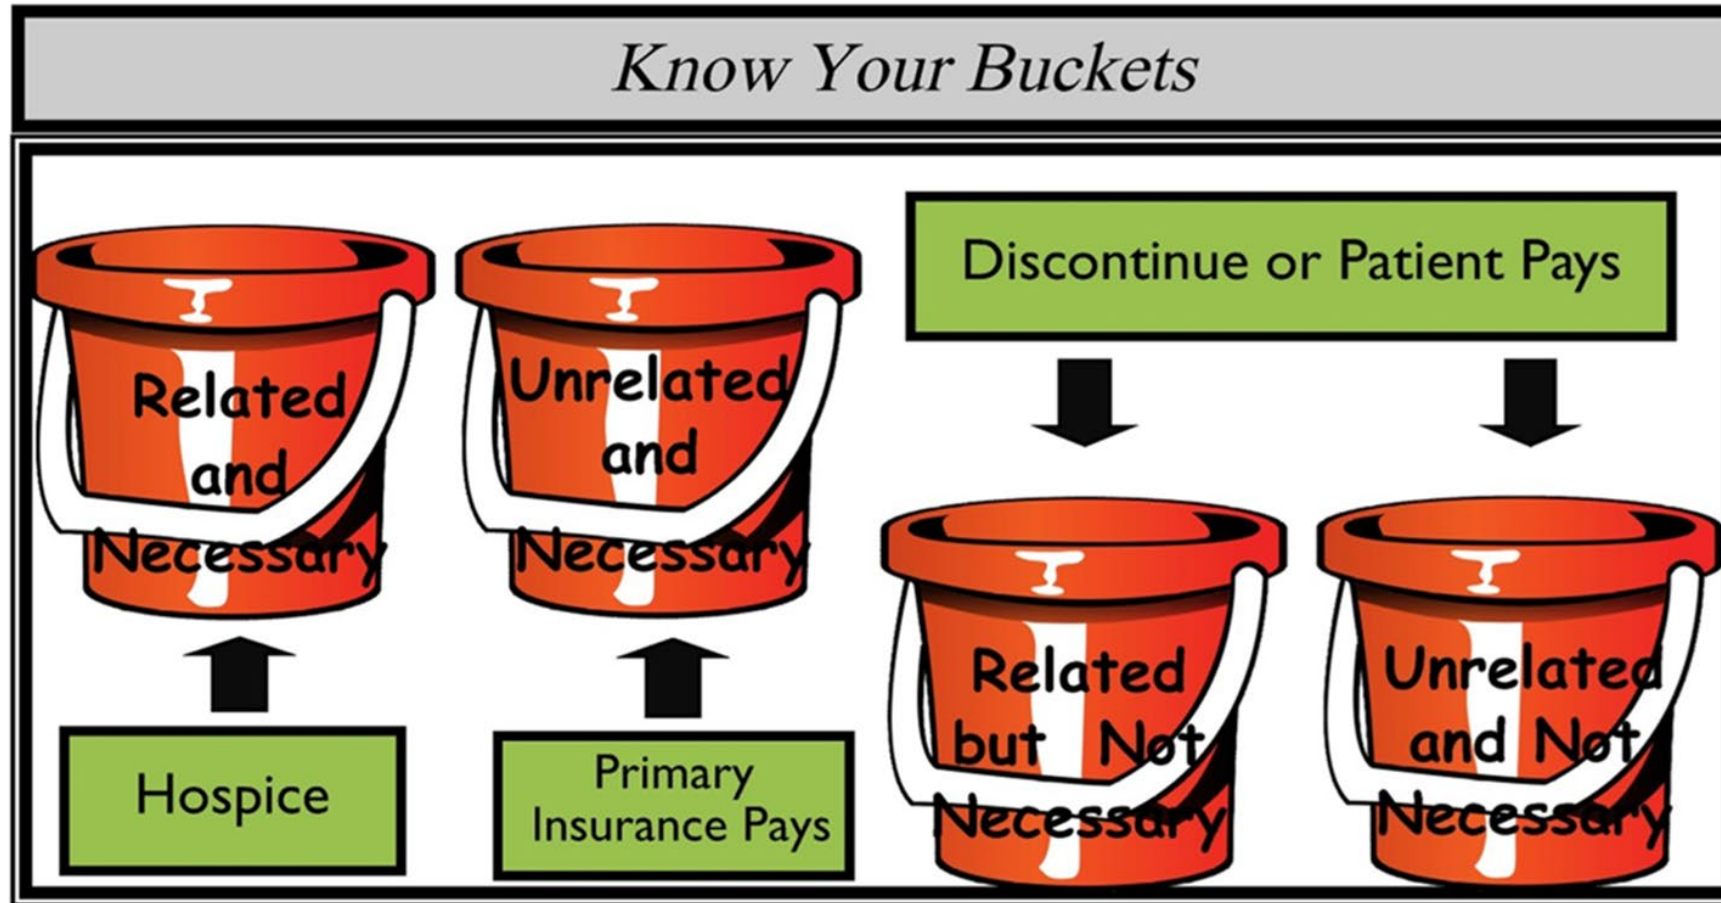 Know Your Buckets
Related
and
Necessary
Hospice
Unrelated
and
Necessary
Primary
Insurance Pays
Discontinue or Patient Pays
Related
but Not
Necessary
Unrelated
and Not
Necessary